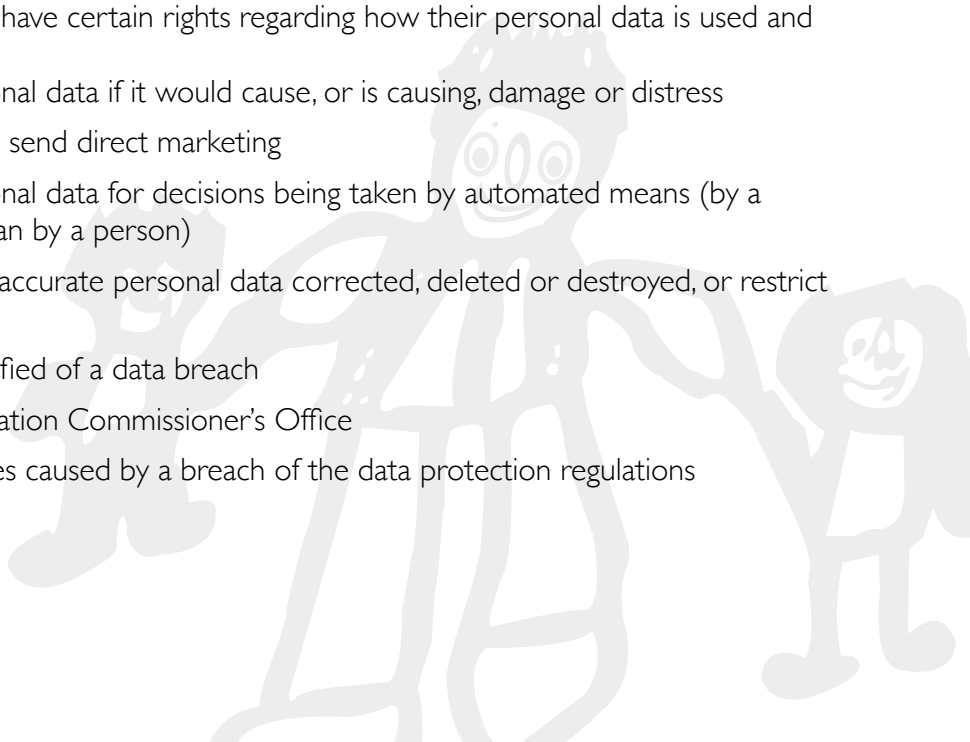 have certain rights regarding how their personal data is used and
nal data if it would cause, or is causing, damage or distress
send direct marketing
nal data for decisions being taken by automated means (by a
an by a person)
accurate personal data corrected, deleted or destroyed, or restrict
fied of a data breach
ation Commissioner’s Office
es caused by a breach of the data protection regulations